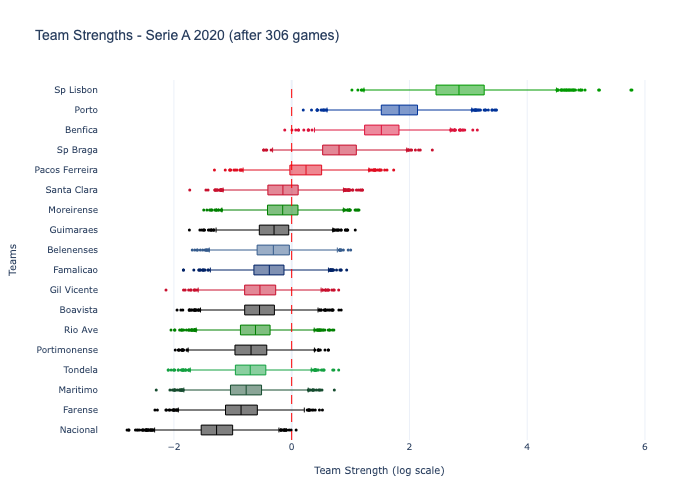 Team Strengths - Serie A 2020 (after 306 games)
Teams
Sp Lisbon
Porto
Benfica
Sp Braga
Pacos Ferreira
Santa Clara
Moreirense
Guimaraes
Belenenses
Famalicao
Gil Vicente
Boavista
Rio Ave
Portimonense
Tondela
Maritimo
Farense
Nacional
−2 0 2 4 6
Team Strength (log scale)